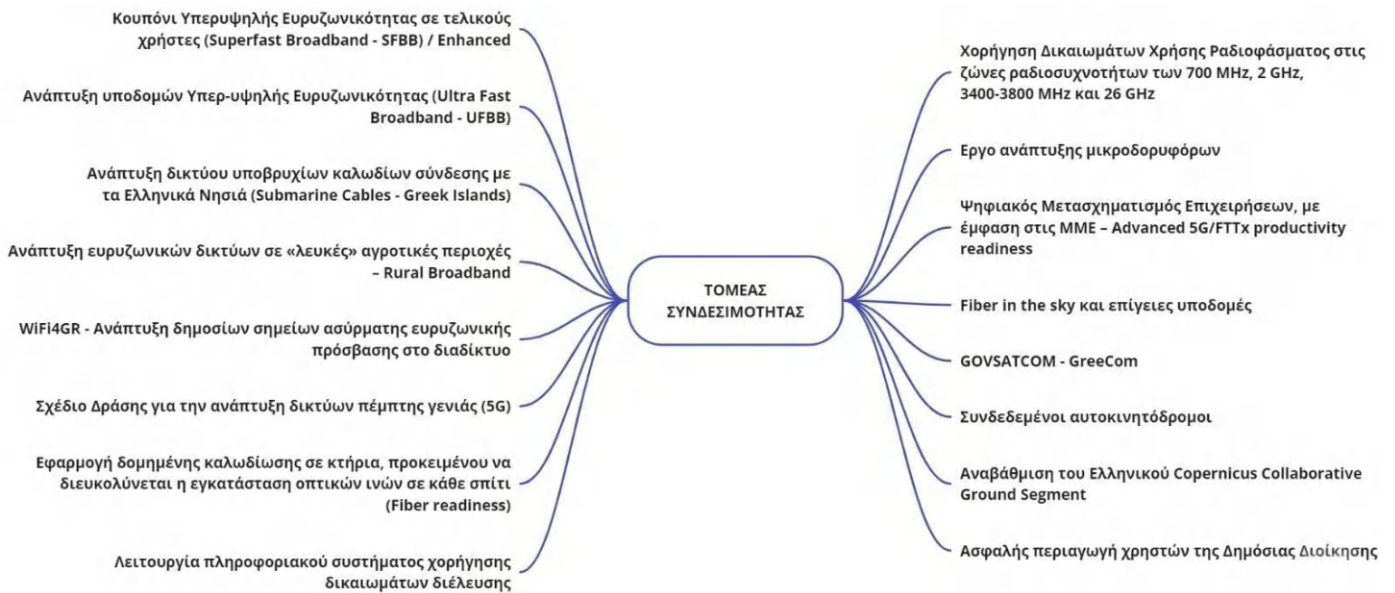 Κουπόνι Υπερυψηλής Ευρυζωνικότητας σε τελικούς
χρήστες (Superfast Broadband - SFBB) / Enhanced
Ανάπτυξη υποδομών Υπερ-υψηλής Ευρυζωνικότητας (Ultra Fast
Broadband - UFBB)
Ανάπτυξη δικτύου υποβρυχίων καλωδίων σύνδεσης με
τα Ελληνικά Νησιά (Submarine Cables - Greek Islands)
Ανάπτυξη ευρυζωνικών δικτύων σε «λευκές» αγροτικές περιοχές
– Rural Broadband
WiFi4GR - Ανάπτυξη δημοσίων σημείων ασύρματης ευρυζωνικής
πρόσβασης στο διαδίκτυο
Σχέδιο Δράσης για την ανάπτυξη δικτύων πέμπτης γενιάς (5G)
Εφαρμογή δομημένης καλωδίωσης σε κτήρια, προκειμένου να
διευκολύνεται η εγκατάσταση οπτικών ινών σε κάθε σπίτι
(Fiber readiness)
Λειτουργία πληροφοριακού συστήματος χορήγησης
δικαιωμάτων διέλευσης
ΤΟΜΕΑΣ
ΣΥΝΔΕΣΙΜΟΤΗΤΑΣ
Χορήγηση Δικαιωμάτων Χρήσης Ραδιοφάσματος στις
ζώνες ραδιοσυχνοτήτων των 700 MHz, 2 GHz,
3400-3800 MHz και 26 GHz
Εργο ανάπτυξης μικροδορυφόρων
Ψηφιακός Μετασχηματισμός Επιχειρήσεων, με
έμφαση στις ΜΜΕ – Advanced 5G/FTTx productivity
readiness
Fiber in the sky και επίγειες υποδομές
GOVSATCOM - GreeCom
Συνδεδεμένοι αυτοκινητόδρομοι
Αναβάθμιση του Ελληνικού Copernicus Collaborative
Ground Segment
Ασφαλής περιαγωγή χρηστών της Δημόσιας Διοίκησης